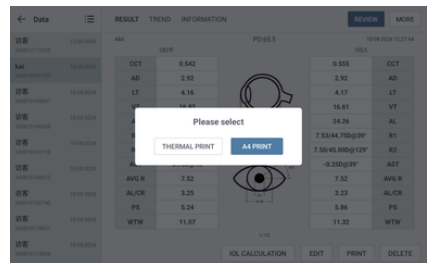 Data
RESULT TREND INFORMATION
REVIEW MORE
访客
kai
访客
访客
访客
访客
访客
访客
访客
PD:65.5
CCT 0.542 0.555 CCT
AD 2.92 2.92 AD
LT 4.16 4.17 LT
VT 16.61 VT
24.26 AL
Please select
THERMAL PRINT A4 PRINT
7.53/44.75D@39° R1
7.50/45.00D@129° R2
-0.25D@39° AST
AVG R 7.52 7.52 AVG R
AL/CR 3.25 3.23 AL/CR
PS 5.24 5.86 PS
WTW 11.07 11.32 WTW
1/10
IOL CALCULATION EDIT PRINT DELETE